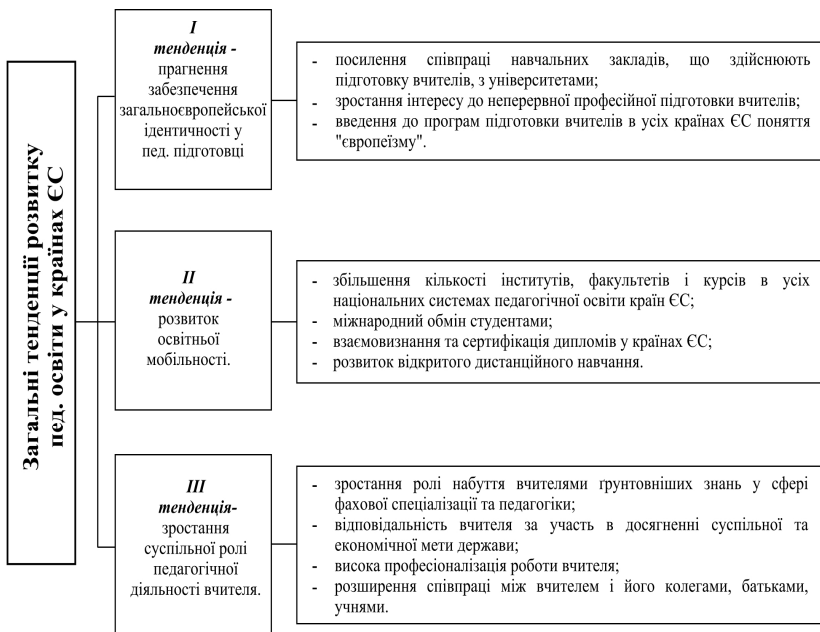 Загальні тенденції розвитку
пед. освіти у країнах ЄС
I
тенденція -
прагнення
забезпечення
загальноєвропейської
ідентичності у
пед. підготовці
- посилення співпраці навчальних закладів, що здійснюють
підготовку вчителів, з університетами;
- зростання інтересу до неперервної професійної підготовки вчителів;
- введення до програм підготовки вчителів в усіх країнах ЄС поняття
"європеїзму".
II
тенденція -
розвиток
освітньої
мобільності.
- збільшення кількості інститутів, факультетів і курсів в усіх
національних системах педагогічної освіти країн ЄС;
- міжнародний обмін студентами;
- взаємовизнання та сертифікація дипломів у країнах ЄС;
- розвиток відкритого дистанційного навчання.
III
тенденція-
зростання
суспільної ролі
педагогічної
діяльності вчителя.
- зростання ролі набуття вчителями ґрунтовніших знань у сфері
фахової спеціалізації та педагогіки;
- відповідальність вчителя за участь в досягненні суспільної та
економічної мети держави;
- висока професіоналізація роботи вчителя;
- розширення співпраці між вчителем і його колегами, батьками,
учнями.